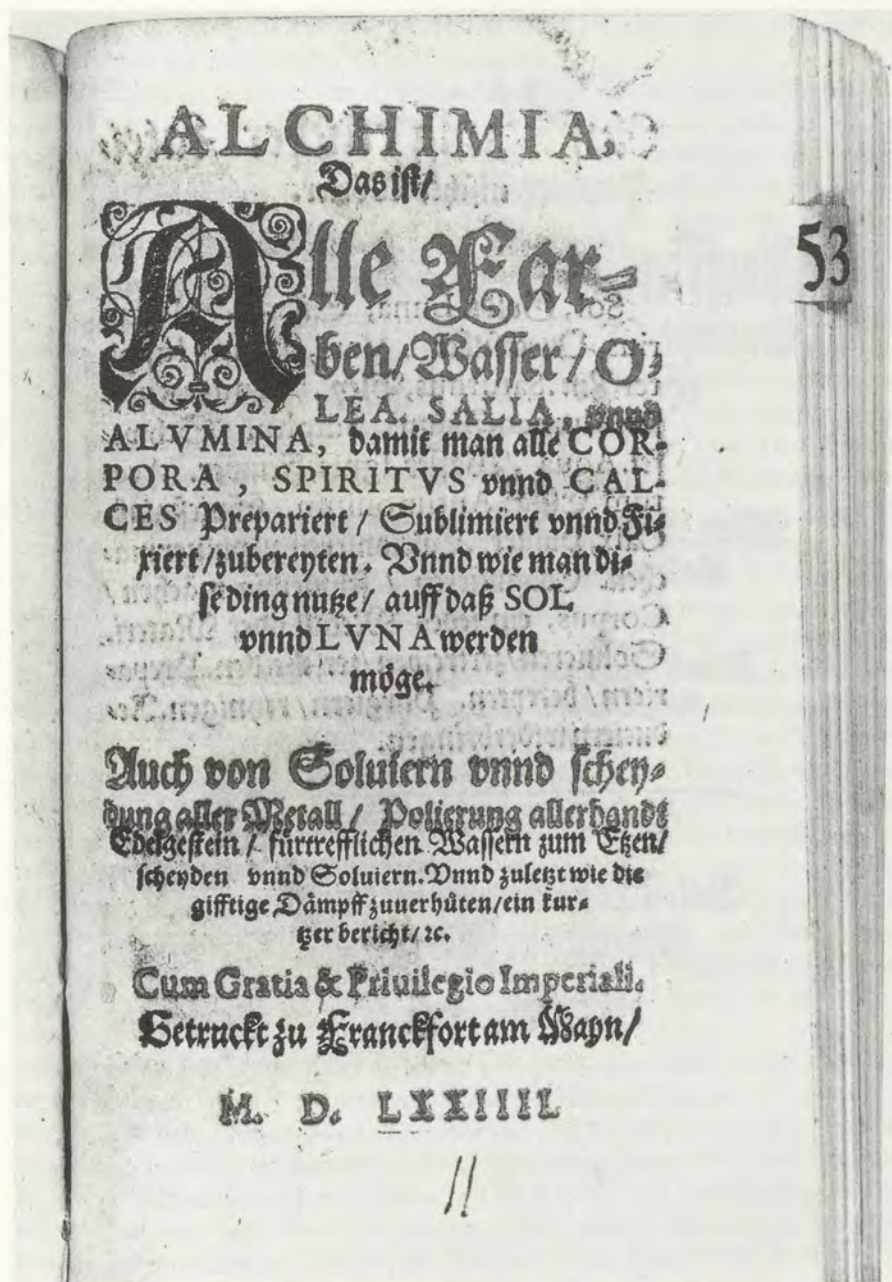 ALCHIMIA,
Das ist/
Alle Far-
ben/Wasser/O-
LEA. SALIA, vnnd
ALVMINA, damit man alle COR-
PORA, SPIRITVS vnnd CAL-
CES Prepariert/ Sublimiert vnnd Fi-
xiert/zubereyten. Vnnd wie man di-
se ding nutze/ auff daß SOL
vnnd LVNA werden
möge.
Auch von Soluiern vnnd schey-
dung aller Metall/ Polierung allerhandt
Edelgestein/ fürtrefflichen Wassern zum Etzen/
scheyden vnnd Soluiern. Vnnd zuletzt wie die
gifftige Dämpff zuuerhüten/ein kur-
tzer bericht/ ꝛc.
Cum Gratia & Priuilegio Imperiali.
Getruckt zu Franckfort am Mayn/
M. D. LXXIIII.
53
11